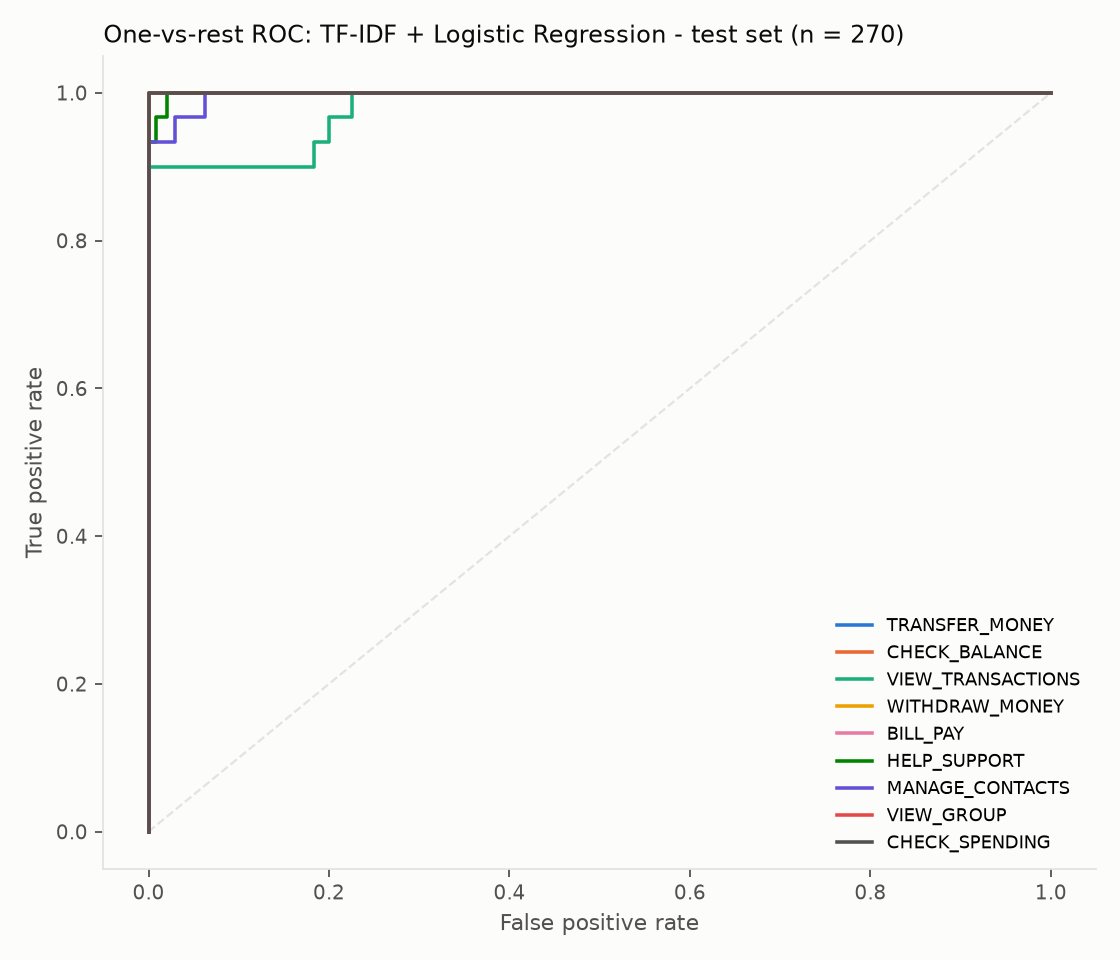 One-vs-rest ROC: TF-IDF + Logistic Regression - test set (n = 270)
1.0
0.8
0.6
0.4
0.2
0.0
True positive rate
TRANSFER_MONEY
CHECK_BALANCE
VIEW_TRANSACTIONS
WITHDRAW_MONEY
BILL_PAY
HELP_SUPPORT
MANAGE_CONTACTS
VIEW_GROUP
CHECK_SPENDING
0.0 0.2 0.4 0.6 0.8 1.0
False positive rate